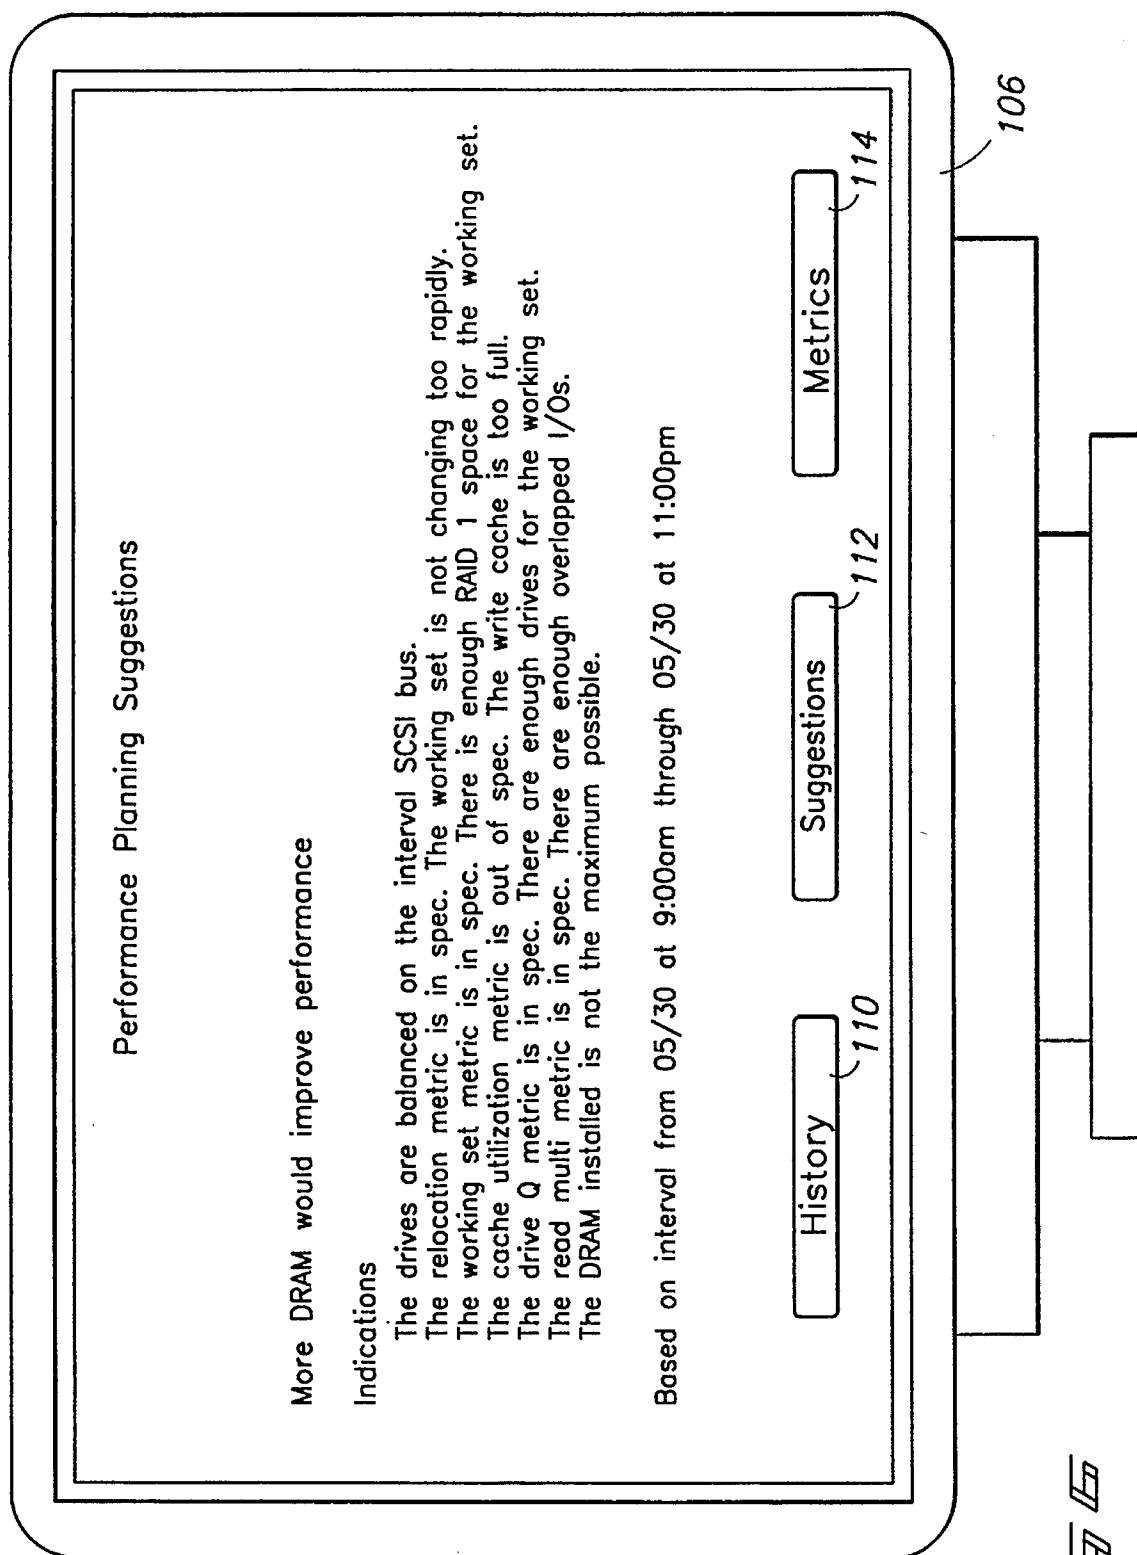 Performance Planning Suggestions
More DRAM would improve performance
Indications
The drives are balanced on the interval SCSI bus.
The relocation metric is in spec. The working set is not changing too rapidly.
The working set metric is in spec. There is enough RAID 1 space for the working set.
The cache utilization metric is out of spec. The write cache is too full.
The drive Q metric is in spec. There are enough drives for the working set.
The read multi metric is in spec. There are enough overlapped I/Os.
The DRAM installed is not the maximum possible.
Based on interval from 05/30 at 9:00am through 05/30 at 11:00pm
History
Suggestions
Metrics
110
112
114
106
6